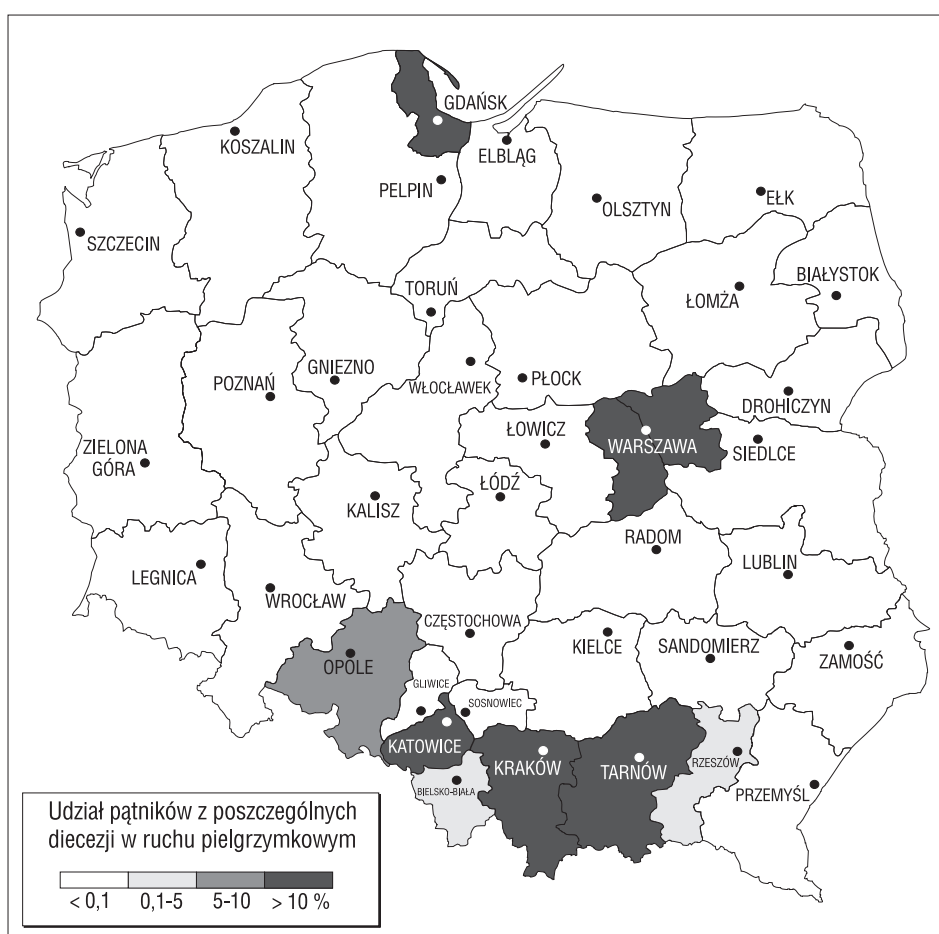 GDAŃSK
KOSZALIN
ELBLĄG
PELPIN
OLSZTYN
EŁK
SZCZECIN
BIAŁYSTOK
TORUŃ
ŁOMŻA
GNIEZNO
POZNAŃ
WŁOCŁAWEK
PŁOCK
DROHICZYN
ŁOWICZ
WARSZAWA
SIEDLCE
ZIELONA
GÓRA
ŁÓDŹ
KALISZ
RADOM
LUBLIN
LEGNICA
WROCŁAW
CZĘSTOCHOWA
KIELCE
SANDOMIERZ
ZAMOŚĆ
OPOLE
GLIWICE
SOSNOWIEC
KATOWICE
KRAKÓW
TARNÓW
RZESZÓW
BIELSKO-BIAŁA
PRZEMYŚL
Udział pątników z poszczególnych
diecezji w ruchu pielgrzymkowym
< 0,1 0,1-5 5-10 > 10 %